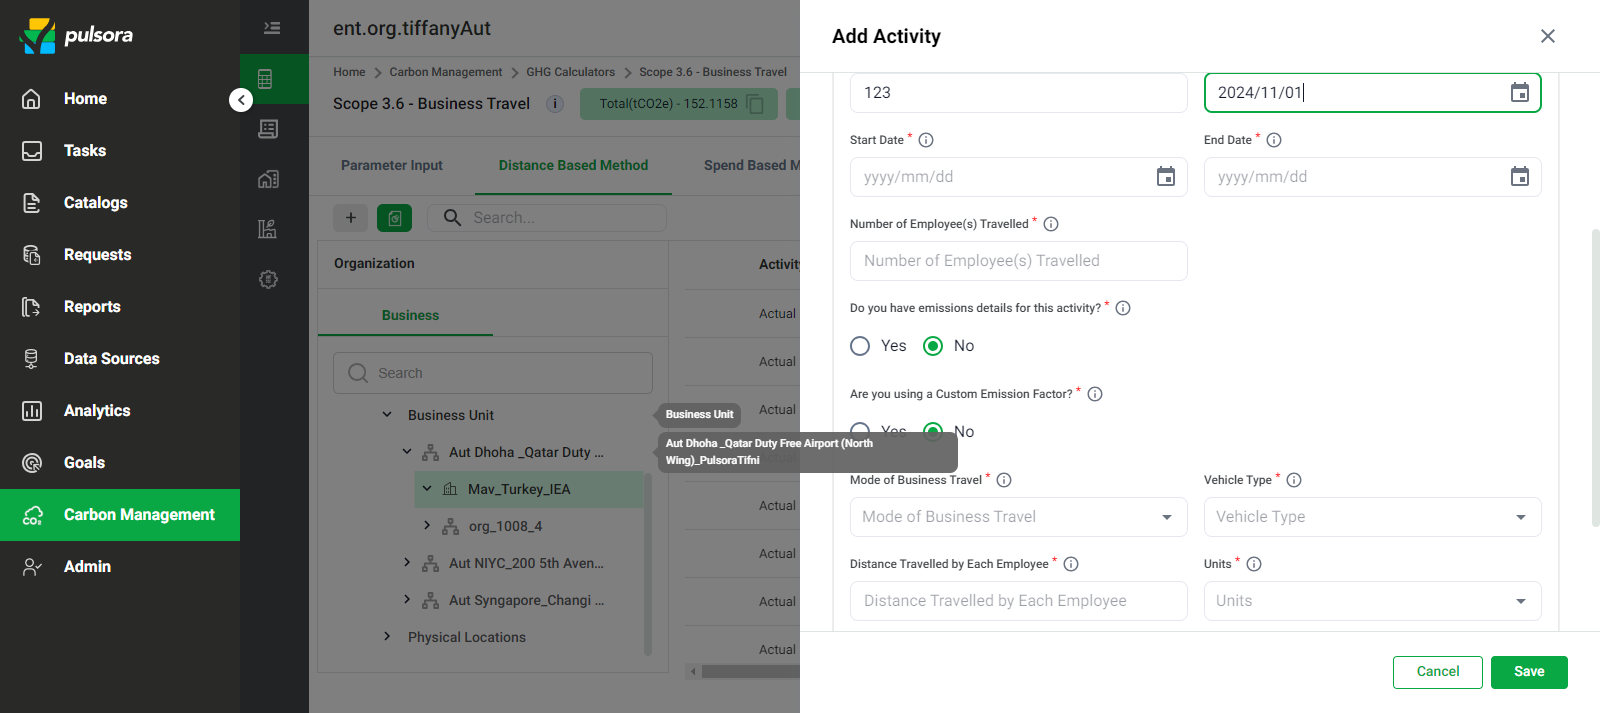 pulsora
Home
Tasks
Catalogs
Requests
Reports
Data Sources
Analytics
Goals
Carbon Management
Admin
ent.org.tiffanyAut
Home > Carbon Management > GHG Calculators > Scope 3.6 - Business Travel
Scope 3.6 - Business Travel
Total(tCO2e) - 152.1158
Parameter Input
Distance Based Method
Spend Based M
Search...
Organization
Business
Search
Business Unit
Aut Dhoha _Qatar Duty ...
Mav_Turkey_IEA
org_1008_4
Aut NIYC_200 5th Aven...
Aut Syngapore_Changi ...
Physical Locations
Business Unit
Aut Dhoha _Qatar Duty Free Airport (North
Wing)_PulsoraTifni
Activity
Actual
Actual
Actual
Actual
Actual
Actual
Actual
Actual
Add Activity
123
2024/11/01
Start Date *
End Date *
yyyy/mm/dd
yyyy/mm/dd
Number of Employee(s) Travelled *
Number of Employee(s) Travelled
Do you have emissions details for this activity? *
Yes
No
Are you using a Custom Emission Factor? *
Yes
No
Mode of Business Travel *
Vehicle Type *
Mode of Business Travel
Vehicle Type
Distance Travelled by Each Employee *
Units *
Distance Travelled by Each Employee
Units
Cancel
Save